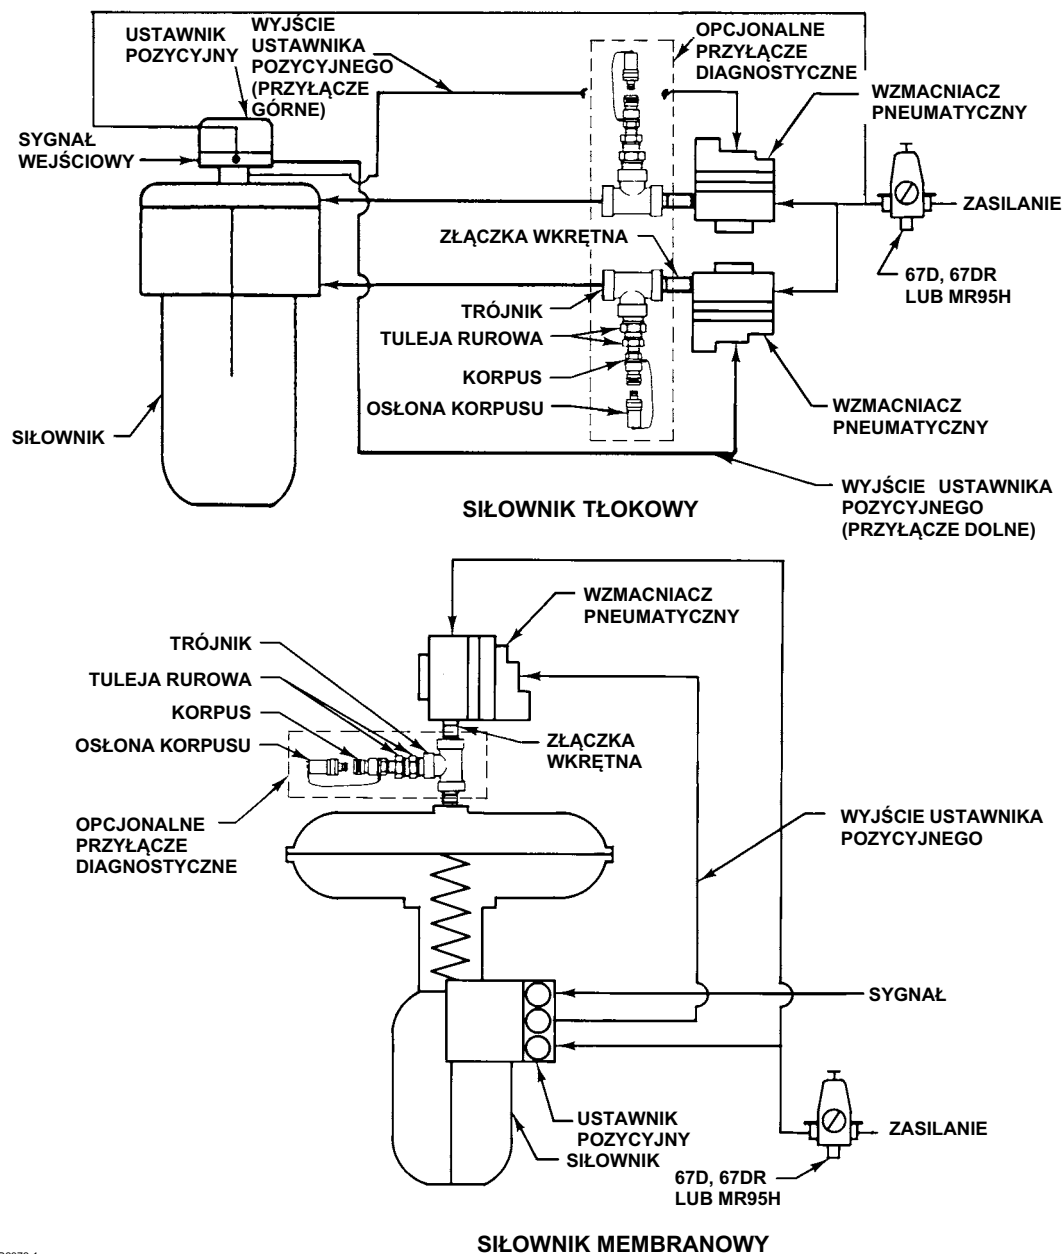 USTAWNIK
POZYCYJNY
WYJŚCIE
USTAWNIKA
POZYCYJNEGO
(PRZYŁĄCZE
GÓRNE)
OPCJONALNE
PRZYŁĄCZE
DIAGNOSTYCZNE
WZMACNIACZ
PNEUMATYCZNY
SYGNAŁ
WEJŚCIOWY
ZASILANIE
ZŁĄCZKA WKRĘTNA
67D, 67DR
LUB MR95H
TRÓJNIK
TULEJA RUROWA
KORPUS
OSŁONA KORPUSU
WZMACNIACZ
PNEUMATYCZNY
SIŁOWNIK
WYJŚCIE USTAWNIKA
POZYCYJNEGO
(PRZYŁĄCZE DOLNE)
SIŁOWNIK TŁOKOWY
WZMACNIACZ
PNEUMATYCZNY
TRÓJNIK
TULEJA RUROWA
KORPUS
OSŁONA KORPUSU
ZŁĄCZKA
WKRĘTNA
OPCJONALNE
PRZYŁĄCZE
DIAGNOSTYCZNE
WYJŚCIE USTAWNIKA
POZYCYJNEGO
SYGNAŁ
USTAWNIK
POZYCYJNY
SIŁOWNIK
ZASILANIE
67D, 67DR
LUB MR95H
SIŁOWNIK MEMBRANOWY